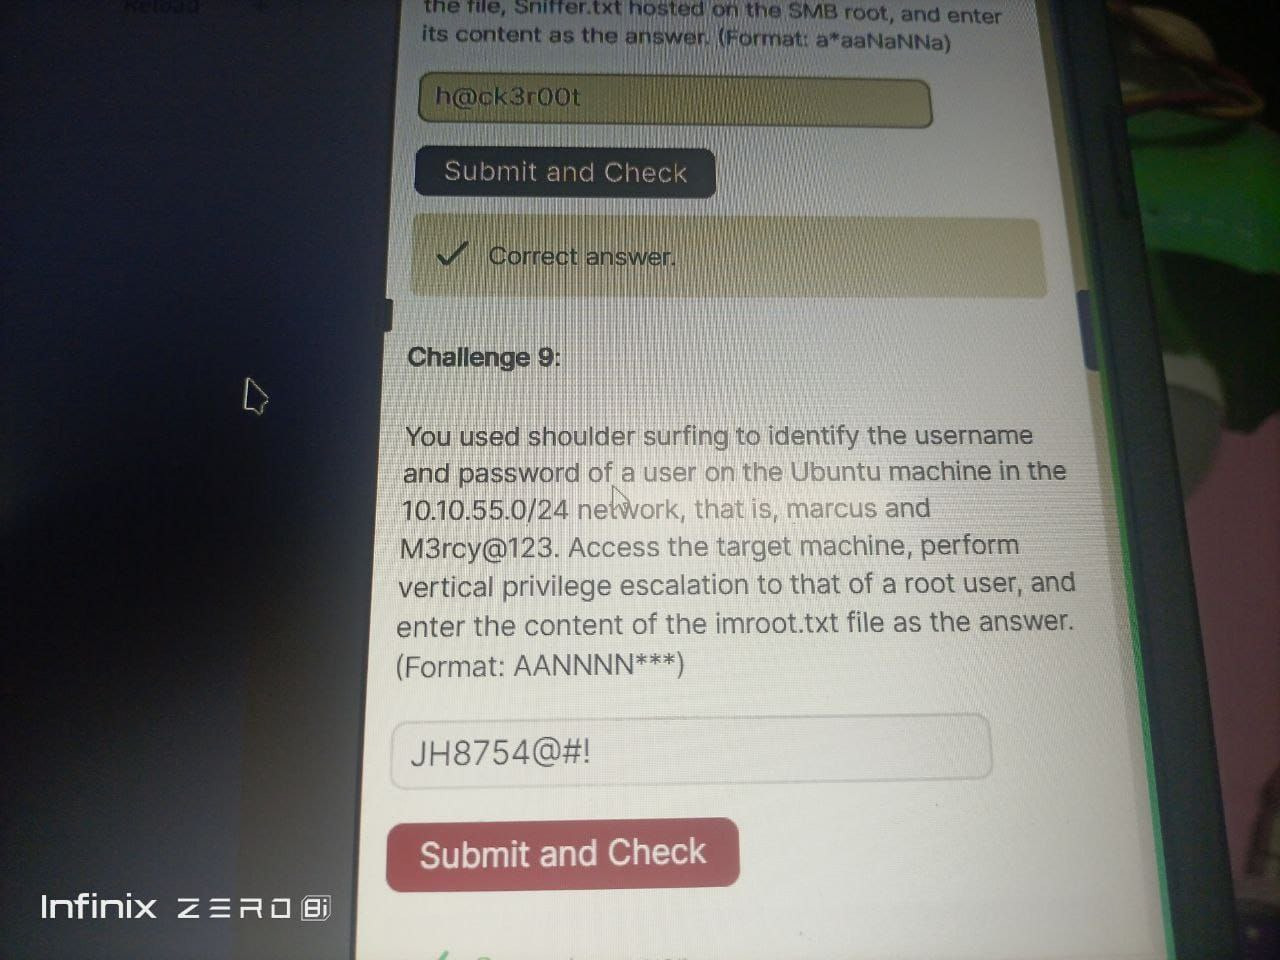 Reload
the file, Sniffer.txt hosted on the SMB root, and enter
its content as the answer. (Format: a*aaNaNNa)
h@ck3r00t
Submit and Check
Correct answer.
Challenge 9:
You used shoulder surfing to identify the username
and password of a user on the Ubuntu machine in the
10.10.55.0/24 network, that is, marcus and
M3rcy@123. Access the target machine, perform
vertical privilege escalation to that of a root user, and
enter the content of the imroot.txt file as the answer.
(Format: AANNNN***)
JH8754@#!
Submit and Check
Infinix ZERO 8i